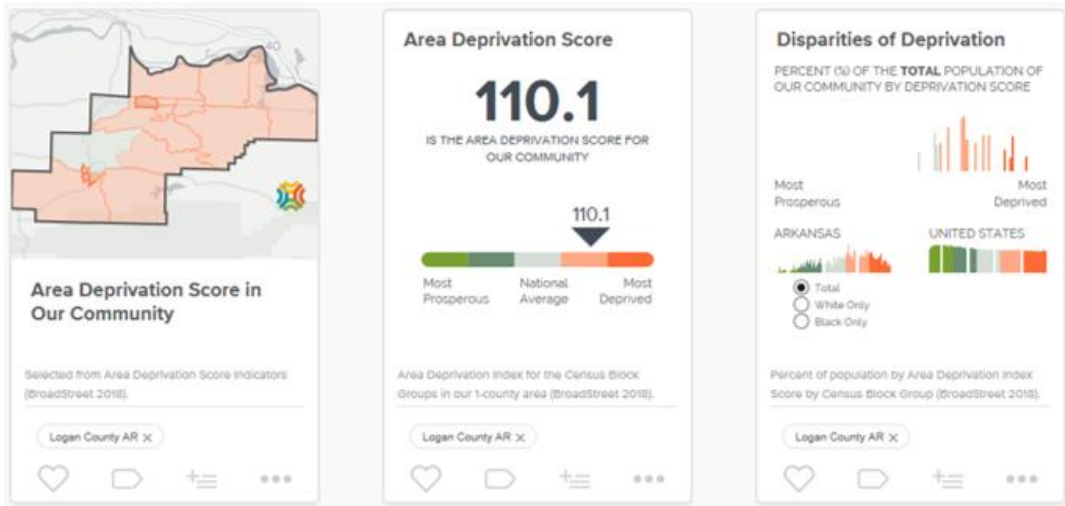 40
Area Deprivation Score in
Our Community
Selected from Area Deprivation Score Indicators
(BroadStreet 2018).
Logan County AR ×
Area Deprivation Score
110.1
IS THE AREA DEPRIVATION SCORE FOR
OUR COMMUNITY
110.1
Most
Prosperous
National
Average
Most
Deprived
Area Deprivation Index for the Census Block
Groups in our 1-county area (BroadStreet 2018).
Logan County AR ×
Disparities of Deprivation
PERCENT (%) OF THE TOTAL POPULATION OF
OUR COMMUNITY BY DEPRIVATION SCORE
Most
Prosperous
Most
Deprived
ARKANSAS
UNITED STATES
Total
White Only
Black Only
Percent of population by Area Deprivation Index
Score by Census Block Group (BroadStreet 2018).
Logan County AR ×